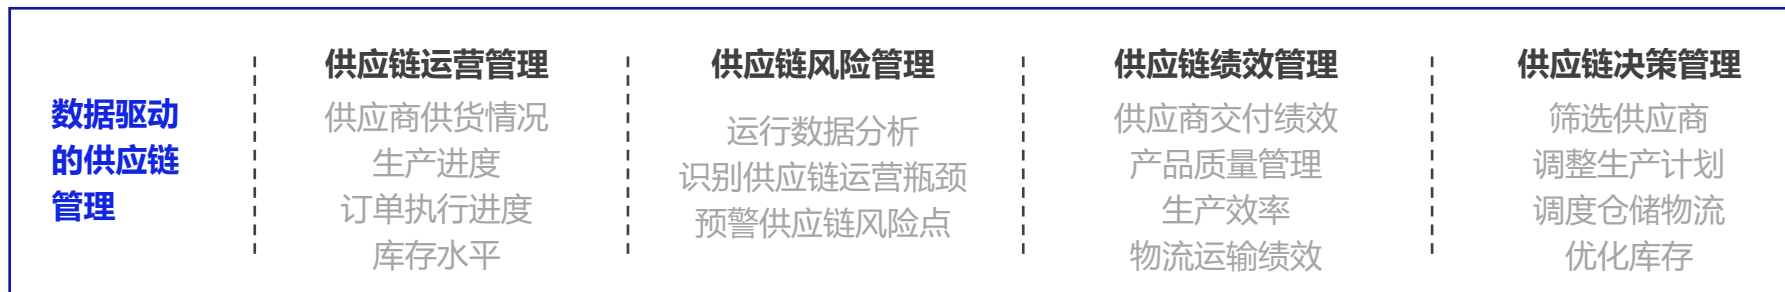 数据驱动
的供应链
管理
供应链运营管理
供应商供货情况
生产进度
订单执行进度
库存水平
供应链风险管理
运行数据分析
识别供应链运营瓶颈
预警供应链风险点
供应链绩效管理
供应商交付绩效
产品质量管理
生产效率
物流运输绩效
供应链决策管理
筛选供应商
调整生产计划
调度仓储物流
优化库存